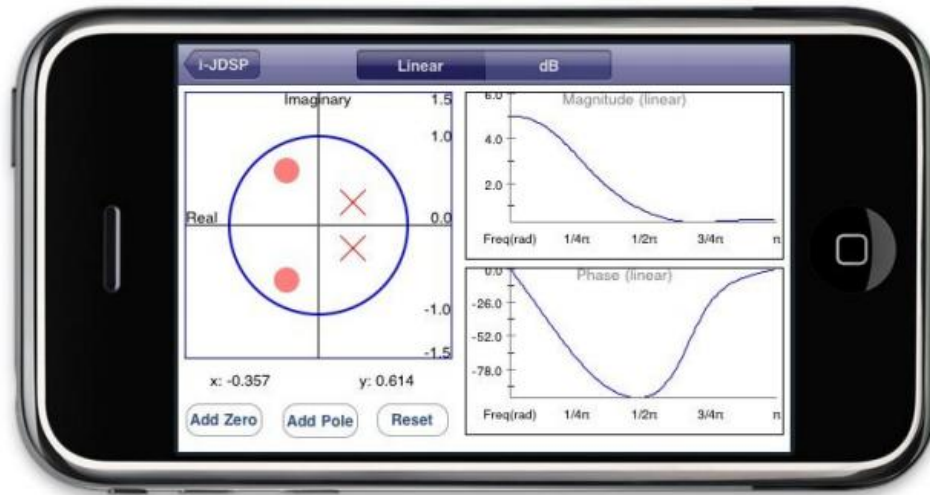 i-JDSP
Linear
dB
Imaginary
1.5
1.0
Real
0.0
-1.0
-1.5
x: -0.357
y: 0.614
Add Zero
Add Pole
Reset
Magnitude (linear)
6.0
4.0
2.0
Freq(rad)
1/4π
1/2π
3/4π
π
Phase (linear)
0.0
-26.0
-52.0
-78.0
Freq(rad)
1/4π
1/2π
3/4π
π